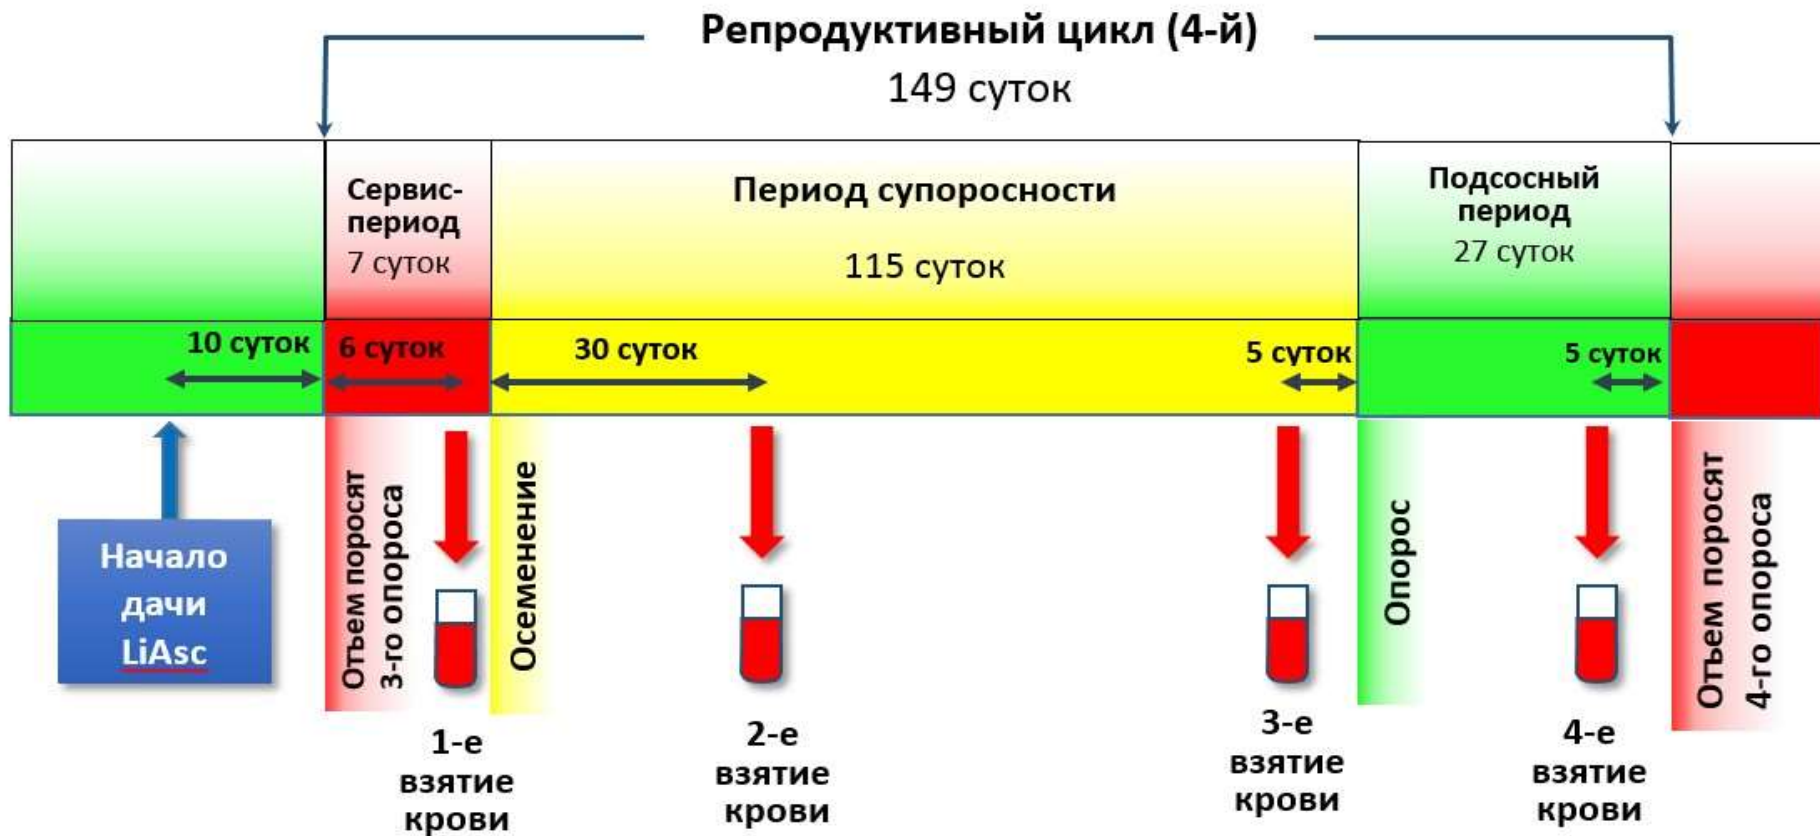 Репродуктивный цикл (4-й)
149 суток
Сервис-
период
7 суток
Период супоросности
115 суток
Подсосный
период
27 суток
10 суток
6 суток
30 суток
5 суток
5 суток
Начало
дачи
LiAsc
Отъем поросят
3-го опороса
Осеменение
Опорос
Отъем поросят
4-го опороса
1-е
взятие
крови
2-е
взятие
крови
3-е
взятие
крови
4-е
взятие
крови